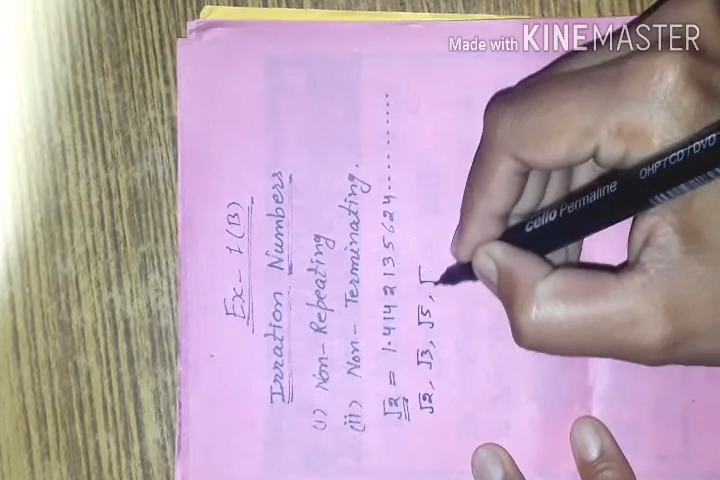 Made with KINEMASTER
Ex- 1(B)
Irration Numbers
(i) Non-Repeating
(ii) Non-Terminating.
√2 = 1.4142135624...........
√2, √3, √5, √
cello Permaline OHP/CD/DVD